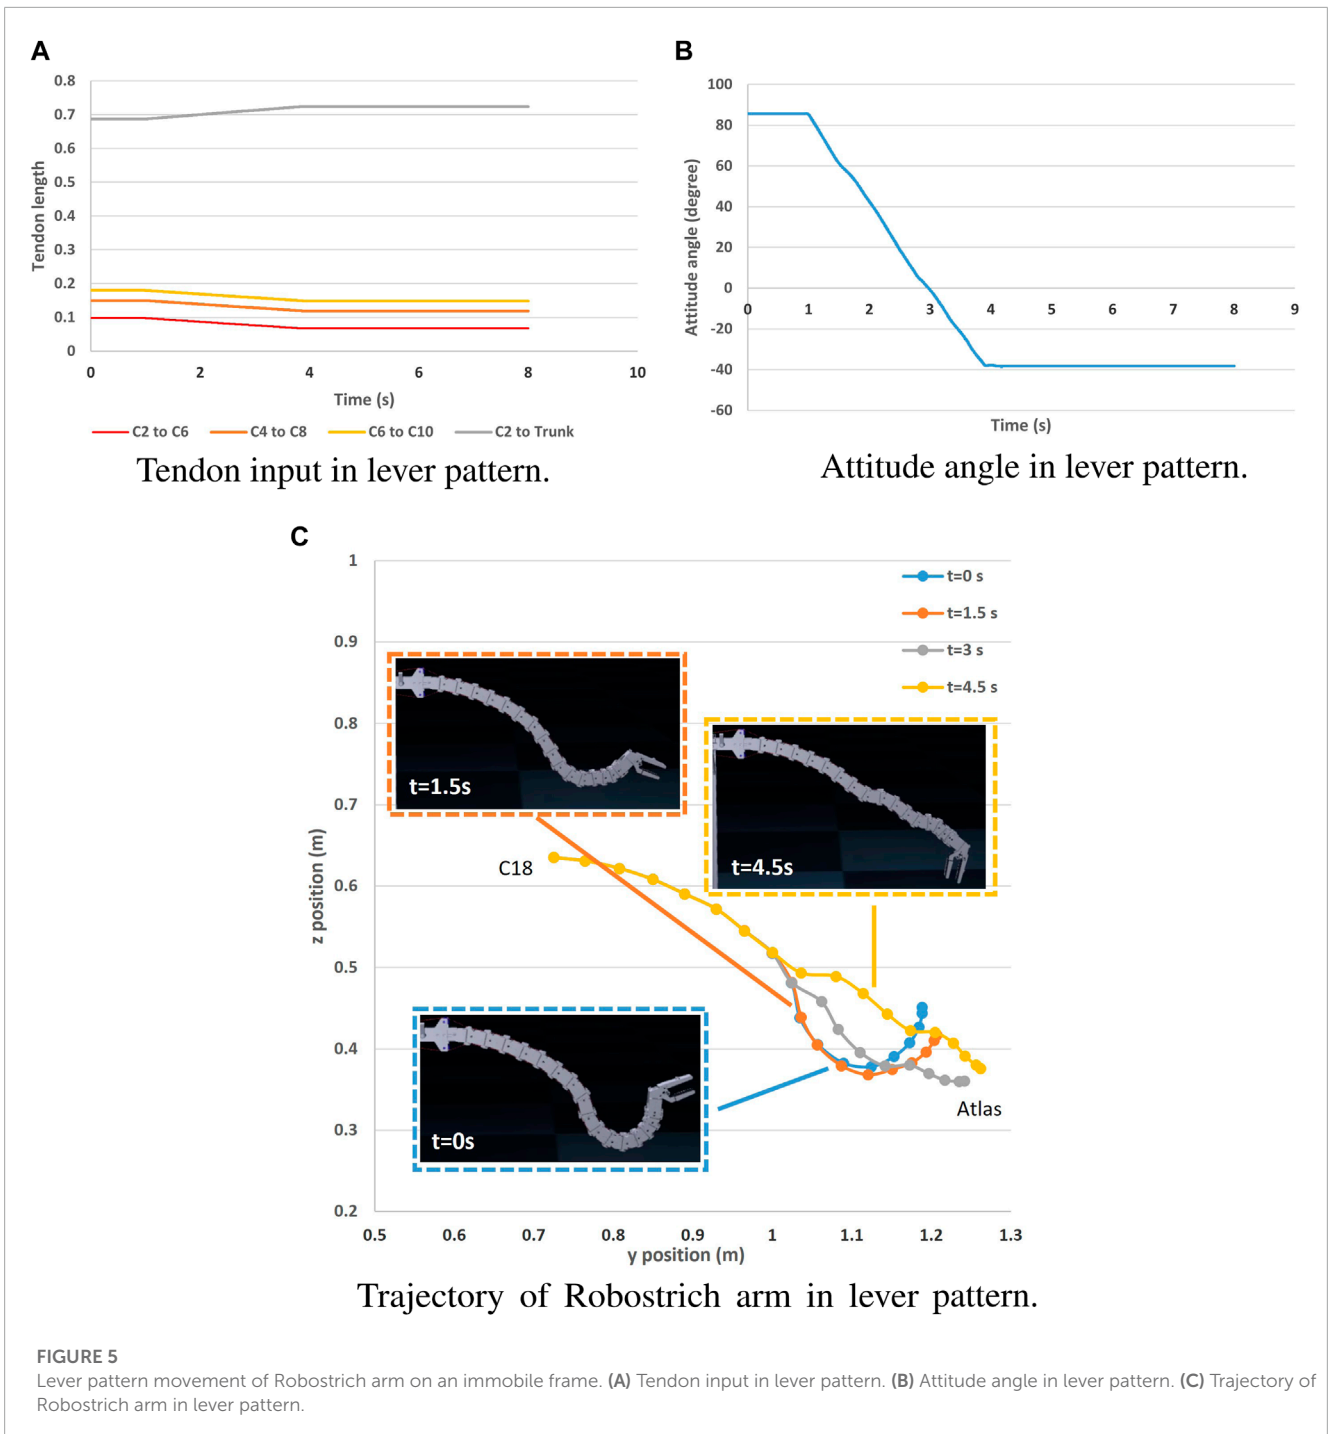 A
0.8
0.7
0.6
0.5
0.4
0.3
0.2
0.1
0
Tendon length
0 2 4 6 8 10
Time (s)
C2 to C6 C4 to C8 C6 to C10 C2 to Trunk
Tendon input in lever pattern.
B
100
80
60
40
20
0
-20
-40
-60
Attitude angle (degree)
0 1 2 3 4 5 6 7 8 9
Time (s)
Attitude angle in lever pattern.
C
1
0.9
0.8
0.7
0.6
0.5
0.4
0.3
0.2
z position (m)
t=0 s
t=1.5 s
t=3 s
t=4.5 s
t=1.5s
t=4.5s
C18
t=0s
Atlas
0.5 0.6 0.7 0.8 0.9 1 1.1 1.2 1.3
y position (m)
Trajectory of Robostrich arm in lever pattern.
FIGURE 5
Lever pattern movement of Robostrich arm on an immobile frame. (A) Tendon input in lever pattern. (B) Attitude angle in lever pattern. (C) Trajectory of
Robostrich arm in lever pattern.